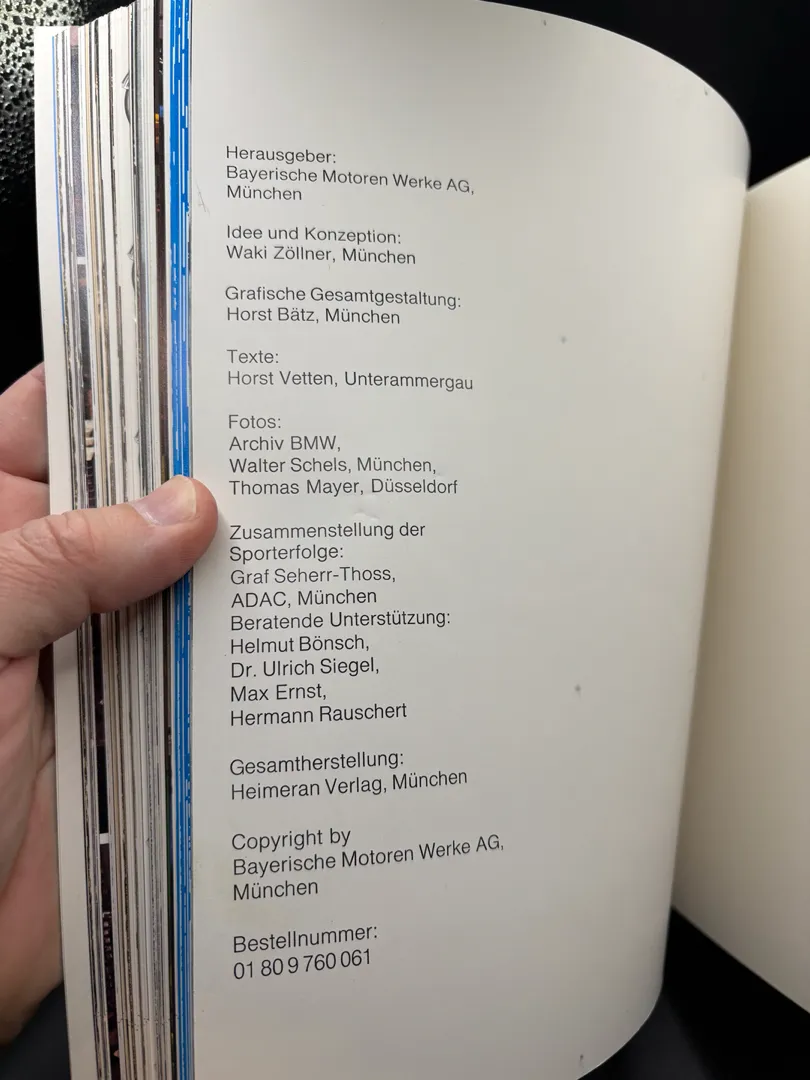 Herausgeber:
Bayerische Motoren Werke AG,
München
Idee und Konzeption:
Waki Zöllner, München
Grafische Gesamtgestaltung:
Horst Bätz, München
Texte:
Horst Vetten, Unterammergau
Fotos:
Archiv BMW,
Walter Schels, München,
Thomas Mayer, Düsseldorf
Zusammenstellung der
Sporterfolge:
Graf Seherr-Thoss,
ADAC, München
Beratende Unterstützung:
Helmut Bönsch,
Dr. Ulrich Siegel,
Max Ernst,
Hermann Rauschert
Gesamtherstellung:
Heimeran Verlag, München
Copyright by
Bayerische Motoren Werke AG,
München
Bestellnummer:
01 80 9 760 061